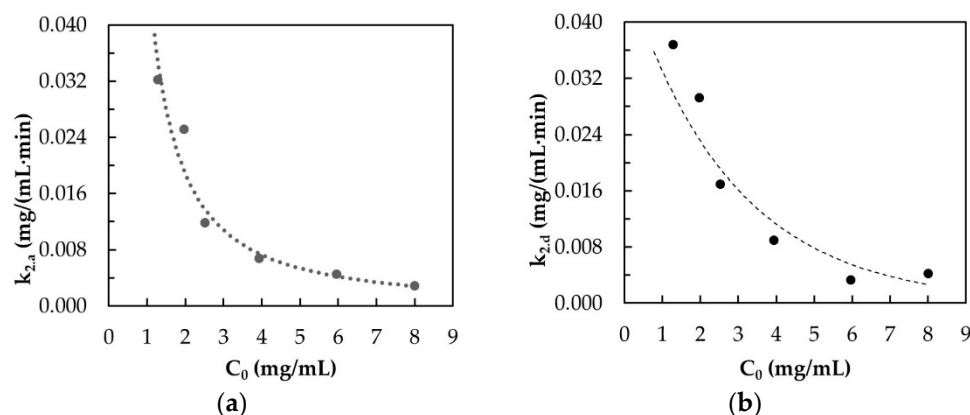 0.040
0.032
0.024
0.016
0.008
0.000
k2.a (mg/(mL·min)
0 1 2 3 4 5 6 7 8 9
C0 (mg/mL)
(a)
0.040
0.032
0.024
0.016
0.008
0.000
k2.d (mg/(mL·min)
0 1 2 3 4 5 6 7 8 9
C0 (mg/mL)
(b)